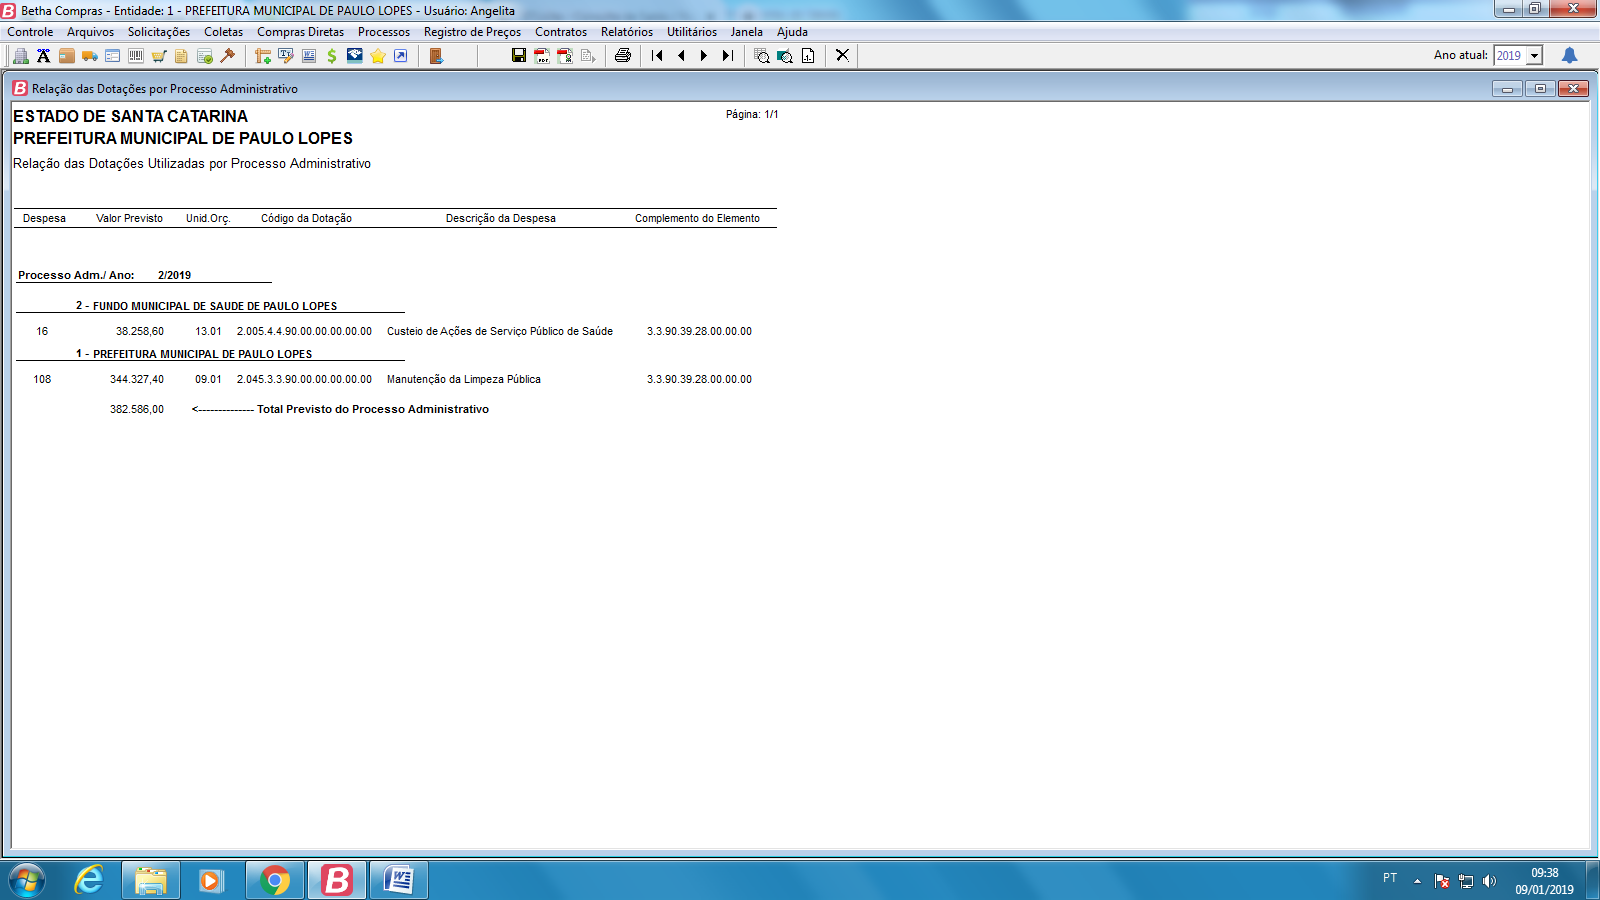 Betha Compras - Entidade: 1 - PREFEITURA MUNICIPAL DE PAULO LOPES - Usuário: Angelita
Controle Arquivos Solicitações Coletas Compras Diretas Processos Registro de Preços Contratos Relatórios Utilitários Janela Ajuda
Ano atual: 2019
Relação das Dotações por Processo Administrativo
ESTADO DE SANTA CATARINA Página: 1/1
PREFEITURA MUNICIPAL DE PAULO LOPES
Relação das Dotações Utilizadas por Processo Administrativo
Despesa Valor Previsto Unid.Orç. Código da Dotação Descrição da Despesa Complemento do Elemento
Processo Adm./ Ano: 2/2019
2 - FUNDO MUNICIPAL DE SAUDE DE PAULO LOPES
16 38.258,60 13.01 2.005.4.4.90.00.00.00.00.00 Custeio de Ações de Serviço Público de Saúde 3.3.90.39.28.00.00.00
1 - PREFEITURA MUNICIPAL DE PAULO LOPES
108 344.327,40 09.01 2.045.3.3.90.00.00.00.00.00 Manutenção da Limpeza Pública 3.3.90.39.28.00.00.00
382.586,00 <-------------- Total Previsto do Processo Administrativo
PT 09:38
09/01/2019